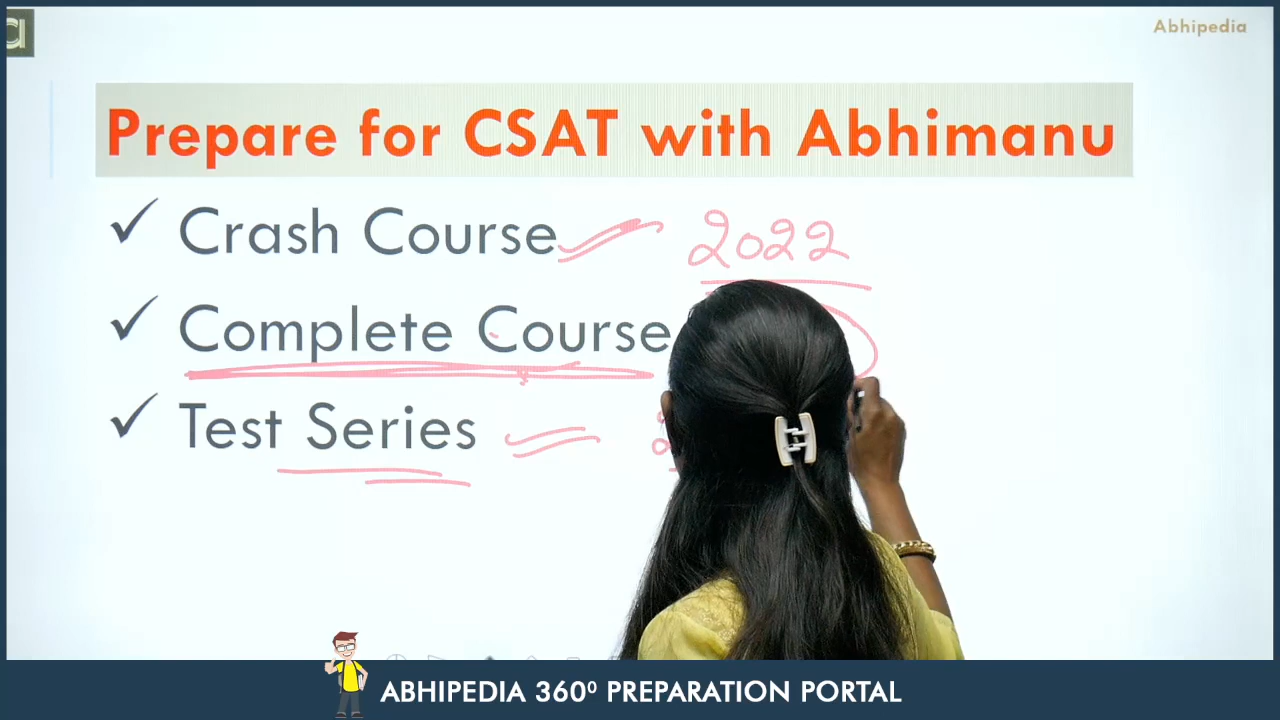 Abhipedia
Prepare for CSAT with Abhimanu
✓ Crash Course 2022
✓ Complete Course
✓ Test Series
ABHIPEDIA 360⁰ PREPARATION PORTAL